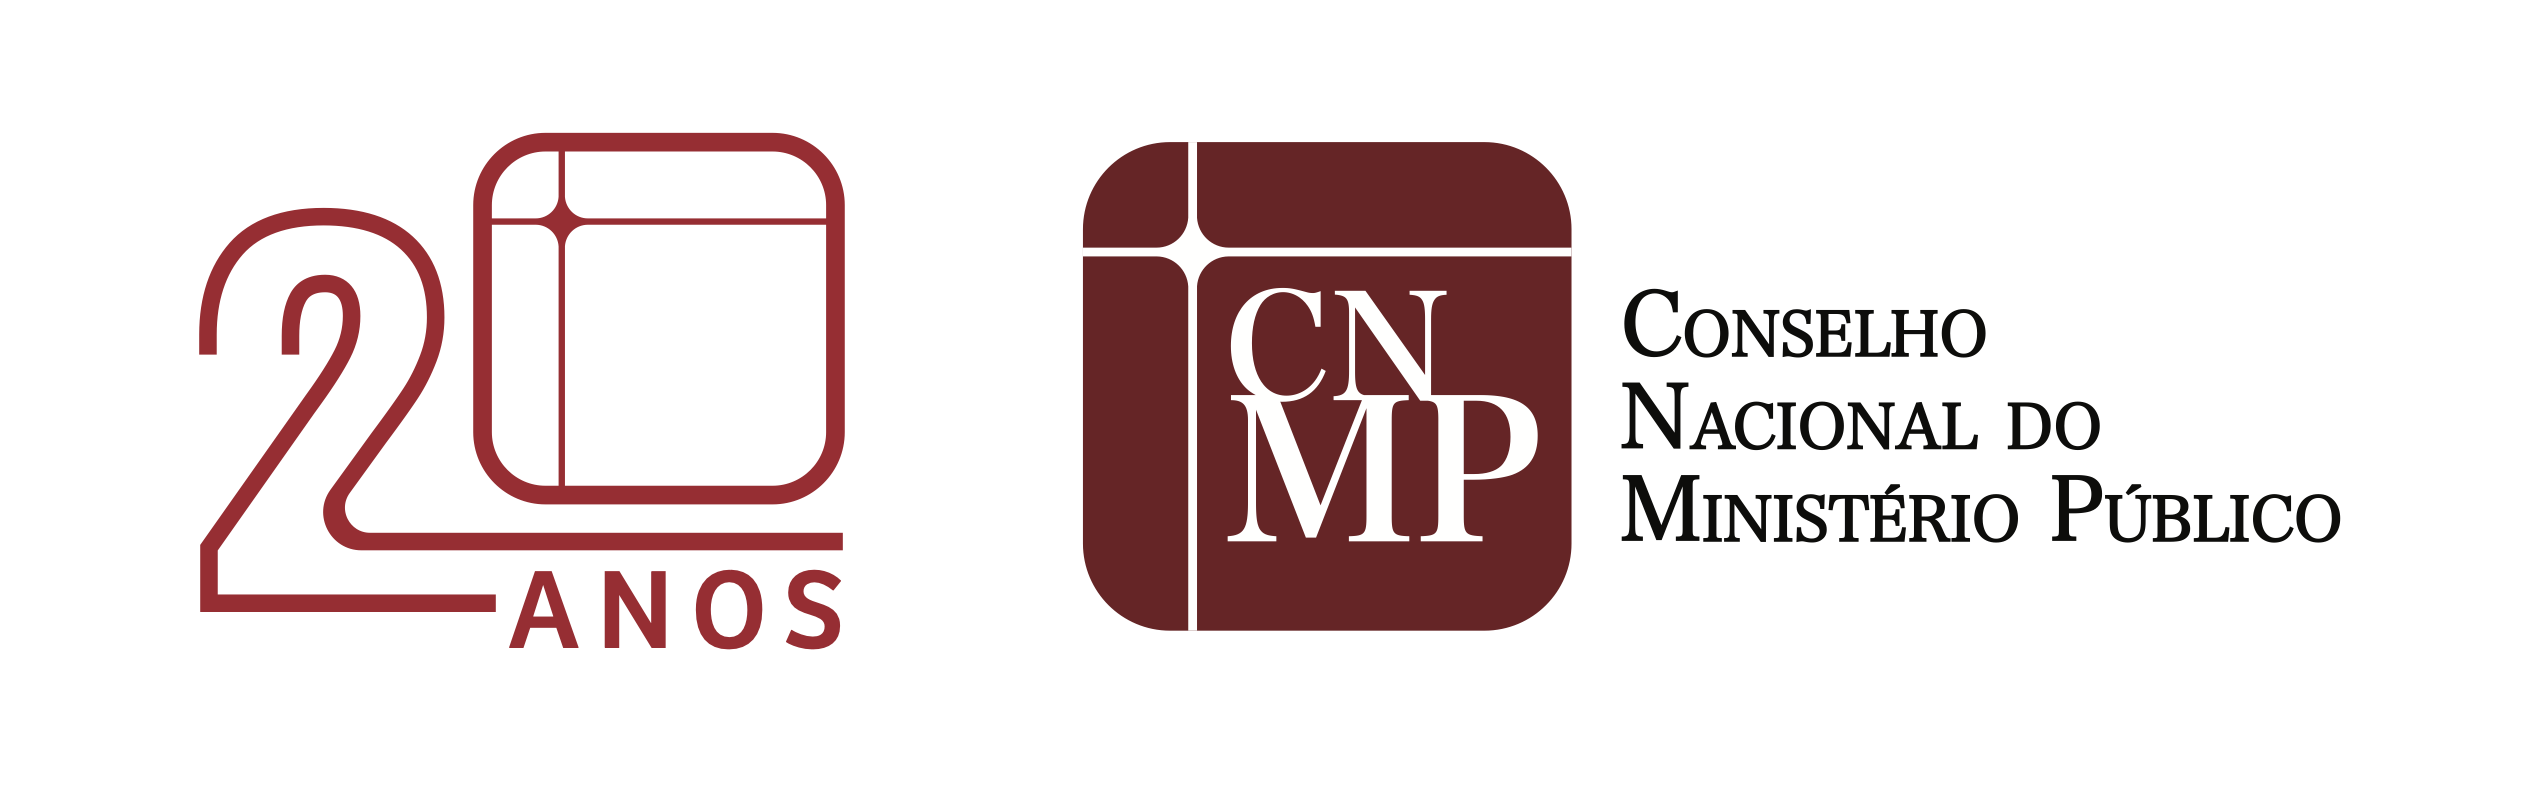 20
ANOS
CN
MP
CONSELHO
NACIONAL DO
MINISTÉRIO PÚBLICO